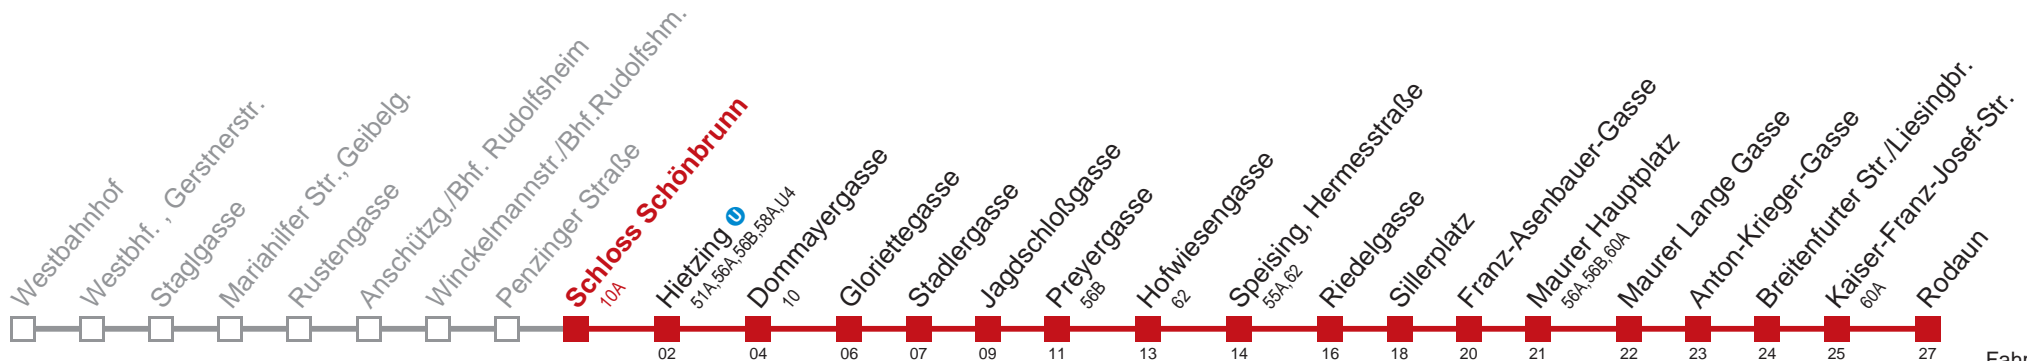 Westbahnhof
Westbhf. , Gerstnerstr.
Staglgasse
Mariahilfer Str.,Geibelg.
Rustengasse
Anschützg./Bhf. Rudolfsheim
Winckelmannstr./Bhf.Rudolfshm.
Penzinger Straße
Schloss Schönbrunn
10A
Hietzing U
51A,56A,56B,58A,U4
Dommayergasse
10
Gloriettegasse
Stadlergasse
Jagdschloßgasse
Preyergasse
56B
Hofwiesengasse
62
Speising, Hermesstraße
55A,62
Riedelgasse
Sillerplatz
Franz-Asenbauer-Gasse
Maurer Hauptplatz
56A,56B,60A
Maurer Lange Gasse
Anton-Krieger-Gasse
Breitenfurter Str./Liesingbr.
Kaiser-Franz-Josef-Str.
60A
Rodaun
02 04 06 07 09 11 13 14 16 18 20 21 22 23 24 25 27
Fahr